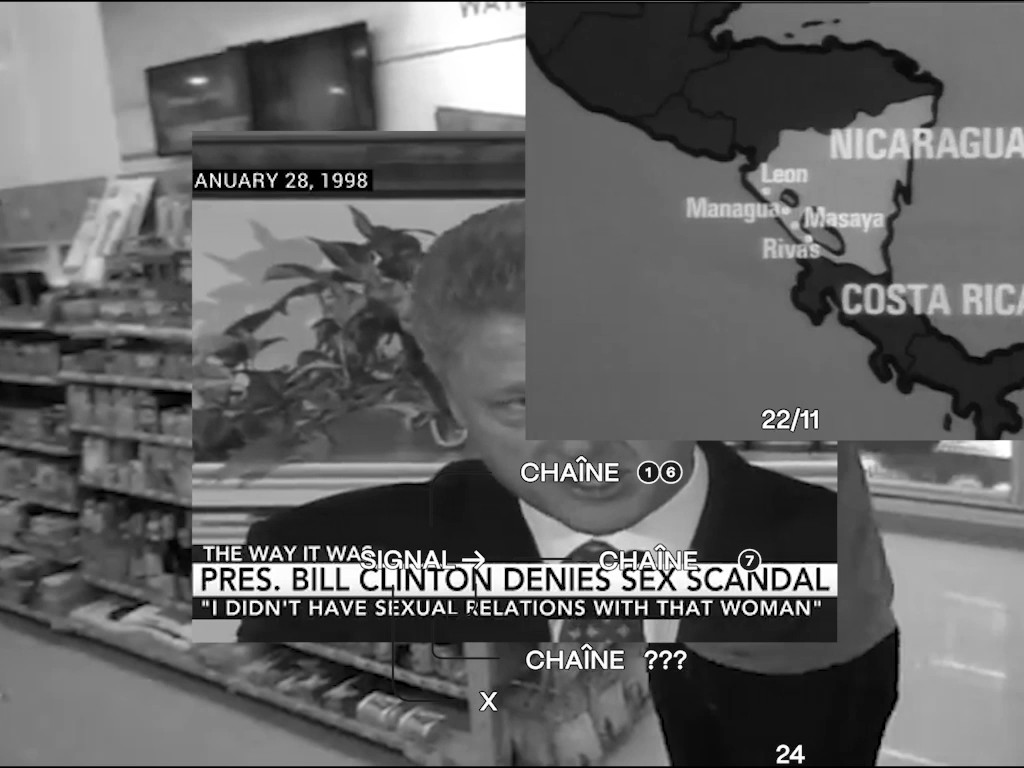 ANUARY 28, 1998
NICARAGUA
Leon
Managua
Masaya
Rivas
COSTA RICA
22/11
CHAÎNE ①⑥
THE WAY IT WAS
SIGNAL → CHAÎNE ⑦
PRES. BILL CLINTON DENIES SEX SCANDAL
"I DIDN'T HAVE SEXUAL RELATIONS WITH THAT WOMAN"
CHAÎNE ???
X
24